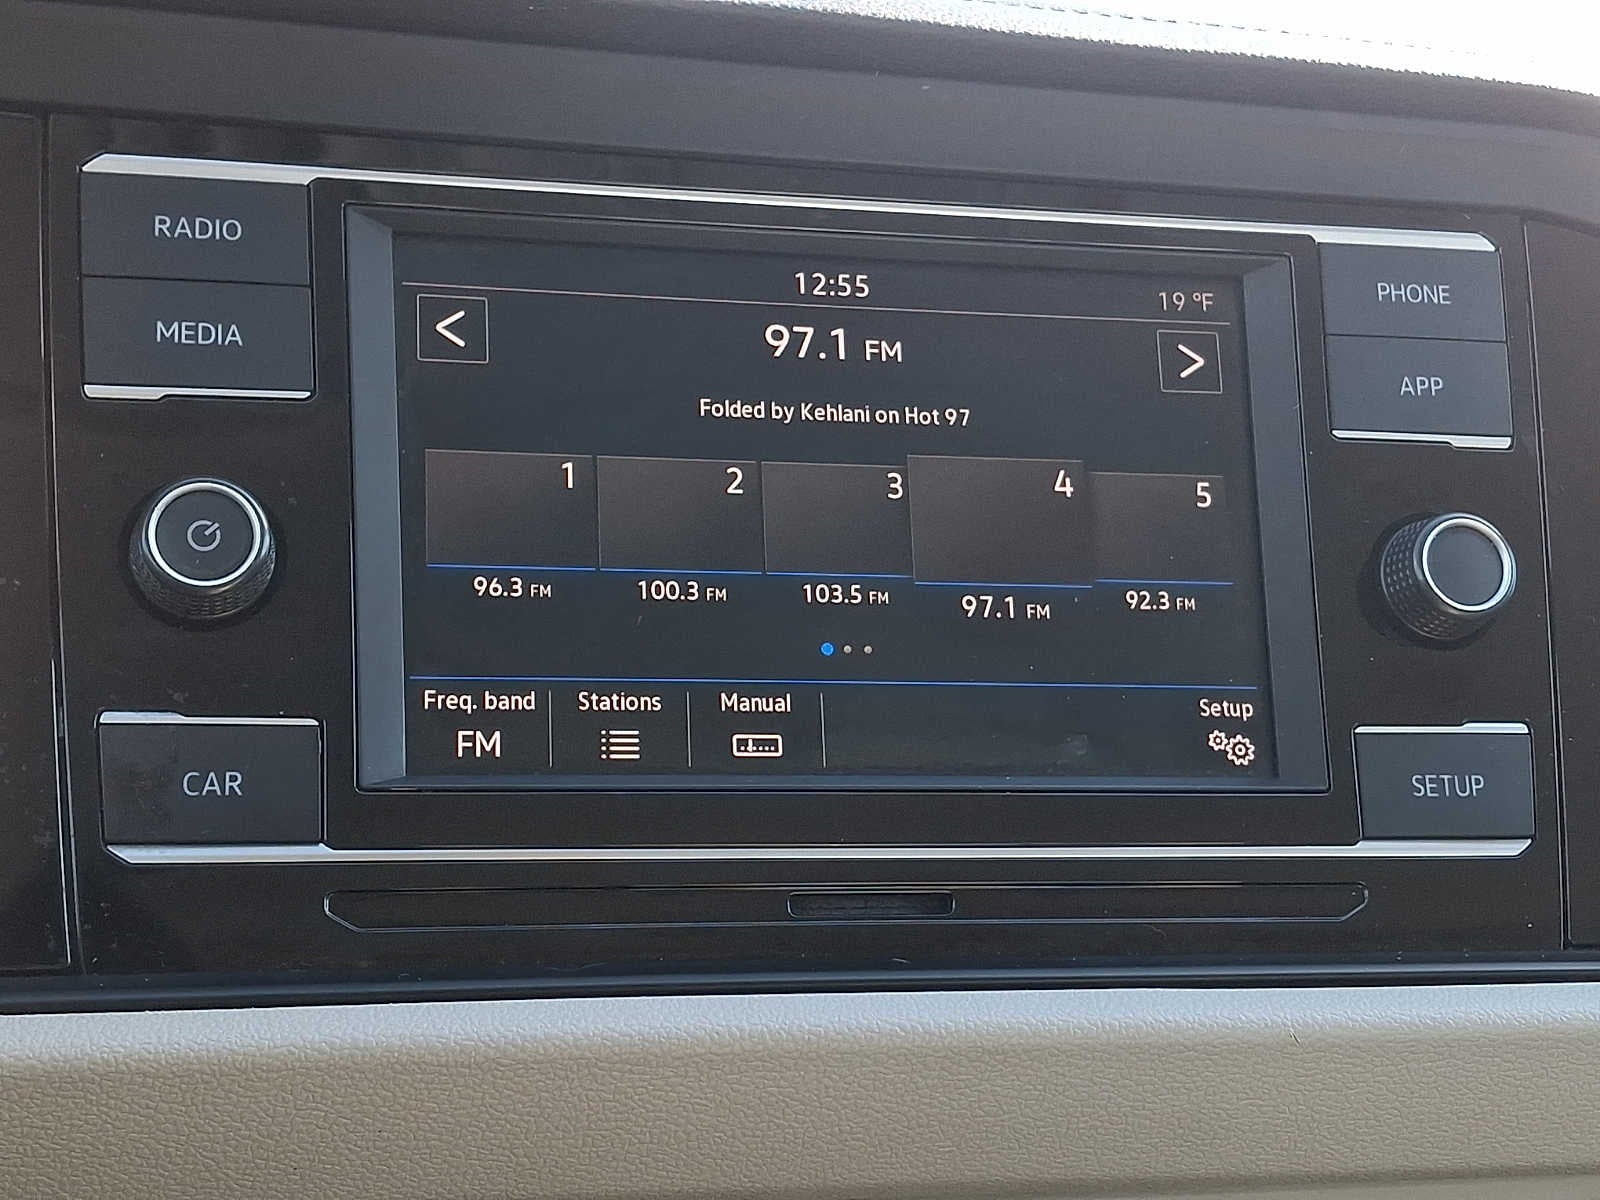 RADIO
MEDIA
CAR
12:55
19 °F
<
97.1 FM
>
Folded by Kehlani on Hot 97
1
2
3
4
5
96.3 FM
100.3 FM
103.5 FM
97.1 FM
92.3 FM
Freq. band
FM
Stations
Manual
Setup
PHONE
APP
SETUP